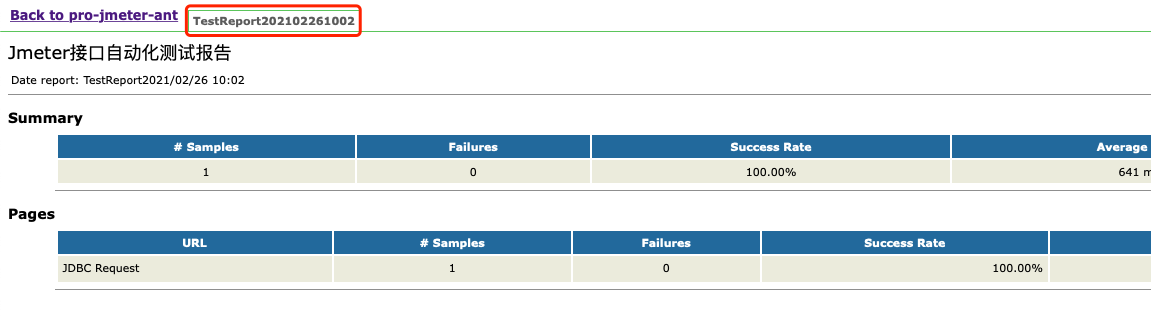 Back to pro-jmeter-ant TestReport202102261002
Jmeter接口自动化测试报告
Date report: TestReport2021/02/26 10:02
Summary
# Samples Failures Success Rate Average
1 0 100.00% 641 m
Pages
URL # Samples Failures Success Rate
JDBC Request 1 0 100.00%